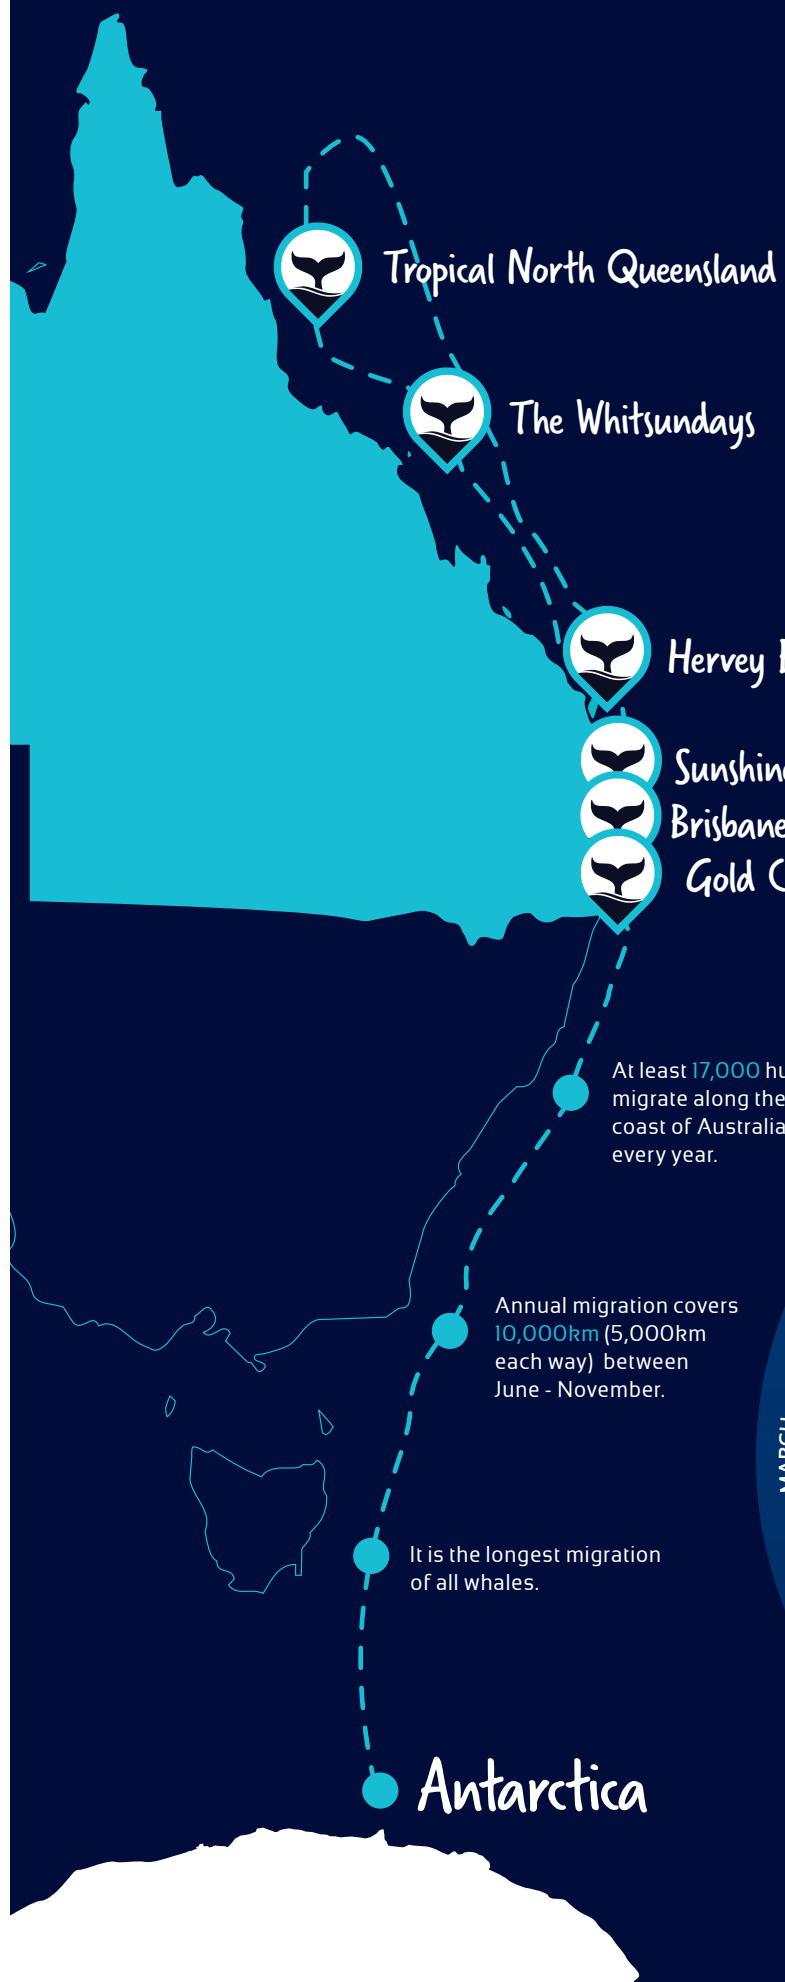 Tropical North Queensland
The Whitsundays
Hervey
Sunshine
Brisbane
Gold
At least 17,000
migrate along the
coast of Australia
every year.
Annual migration covers
10,000km (5,000km
each way) between
June - November.
MARCH
It is the longest migration
of all whales.
Antarctica